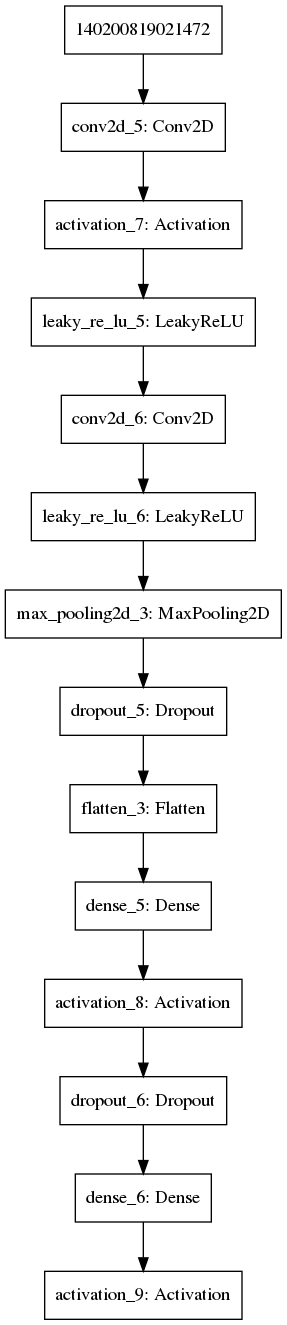 140200819021472
conv2d_5: Conv2D
activation_7: Activation
leaky_re_lu_5: LeakyReLU
conv2d_6: Conv2D
leaky_re_lu_6: LeakyReLU
max_pooling2d_3: MaxPooling2D
dropout_5: Dropout
flatten_3: Flatten
dense_5: Dense
activation_8: Activation
dropout_6: Dropout
dense_6: Dense
activation_9: Activation